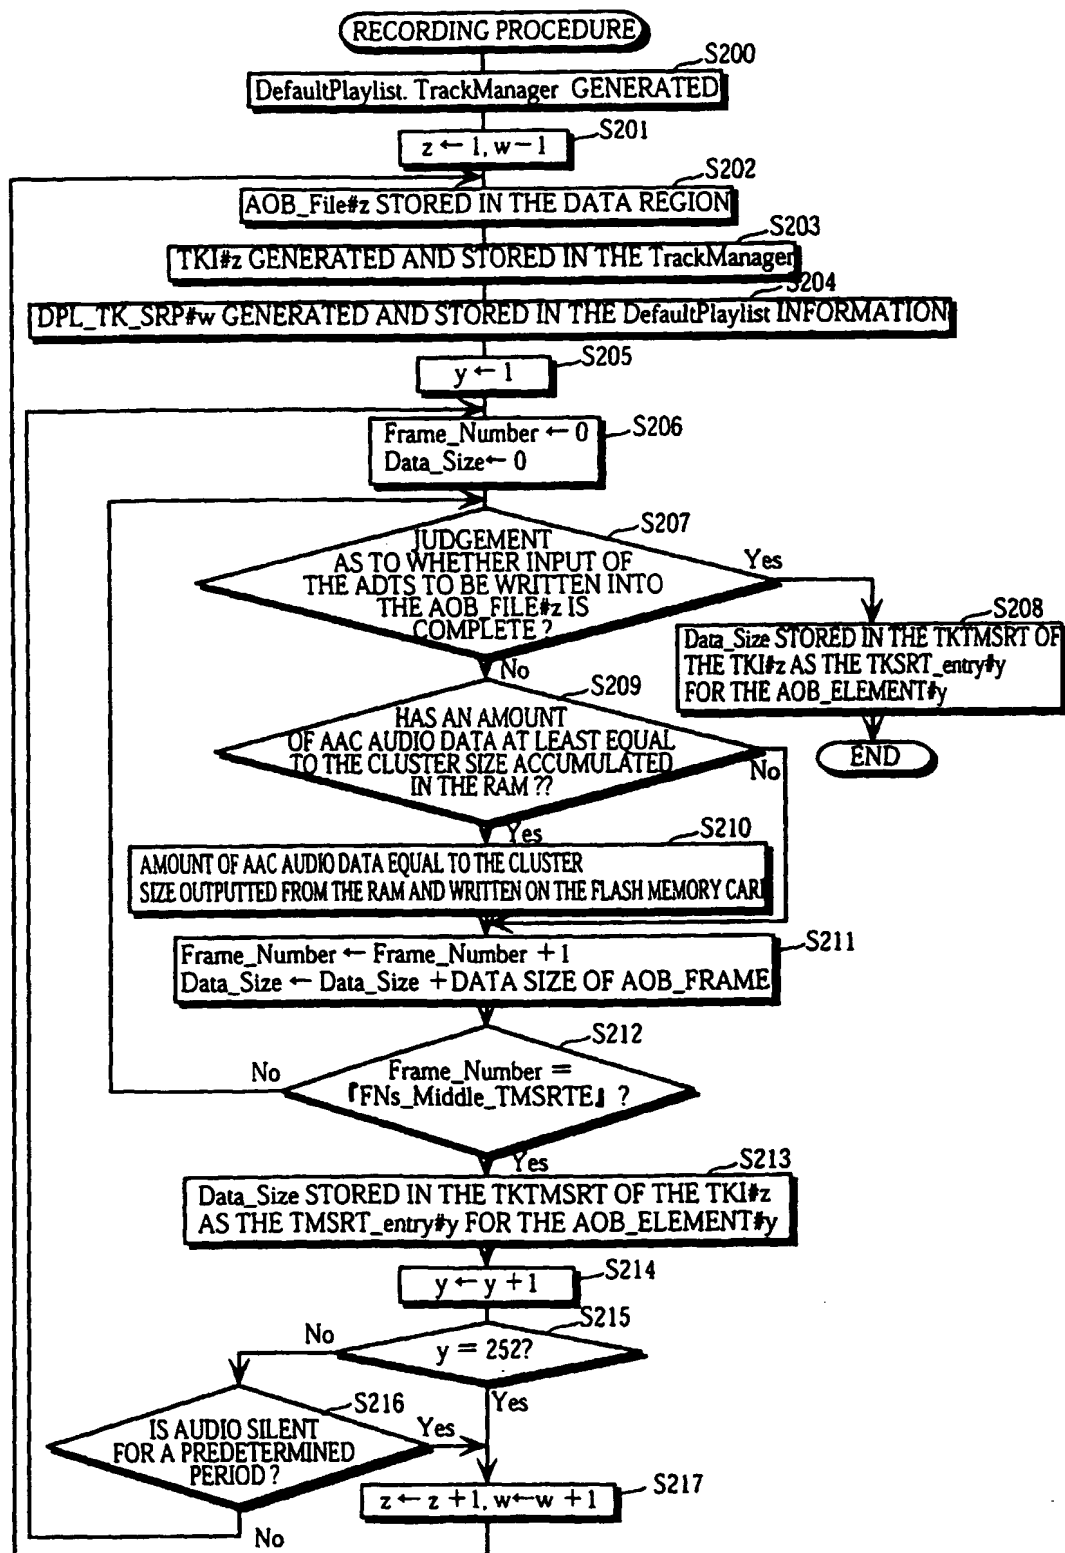 RECORDING PROCEDURE
S200
DefaultPlaylist. TrackManager GENERATED
S201
z ← 1, w－1
S202
AOB_File#z STORED IN THE DATA REGION
S203
TKI#z GENERATED AND STORED IN THE TrackManager
S204
DPL_TK_SRP#w GENERATED AND STORED IN THE DefaultPlaylist INFORMATION
S205
y ← 1
S206
Frame_Number ← 0
Data_Size← 0
S207
JUDGEMENT
AS TO WHETHER INPUT OF
THE ADTS TO BE WRITTEN INTO
THE AOB_FILE#z IS
COMPLETE ?
Yes
No
S208
Data_Size STORED IN THE TKTMSRT OF
THE TKI#z AS THE TKSRT_entry#y
FOR THE AOB_ELEMENT#y
END
S209
HAS AN AMOUNT
OF AAC AUDIO DATA AT LEAST EQUAL
TO THE CLUSTER SIZE ACCUMULATED
IN THE RAM ??
No
Yes
S210
AMOUNT OF AAC AUDIO DATA EQUAL TO THE CLUSTER
SIZE OUTPUTTED FROM THE RAM AND WRITTEN ON THE FLASH MEMORY CARD
S211
Frame_Number ← Frame_Number + 1
Data_Size ← Data_Size + DATA SIZE OF AOB_FRAME
S212
No
Frame_Number =
『FNs_Middle_TMSRTE』 ?
Yes
S213
Data_Size STORED IN THE TKTMSRT OF THE TKI#z
AS THE TMSRT_entry#y FOR THE AOB_ELEMENT#y
S214
y ← y + 1
S215
No
y = 252?
Yes
S216
IS AUDIO SILENT
FOR A PREDETERMINED
PERIOD ?
Yes
No
S217
z ← z + 1, w←w + 1